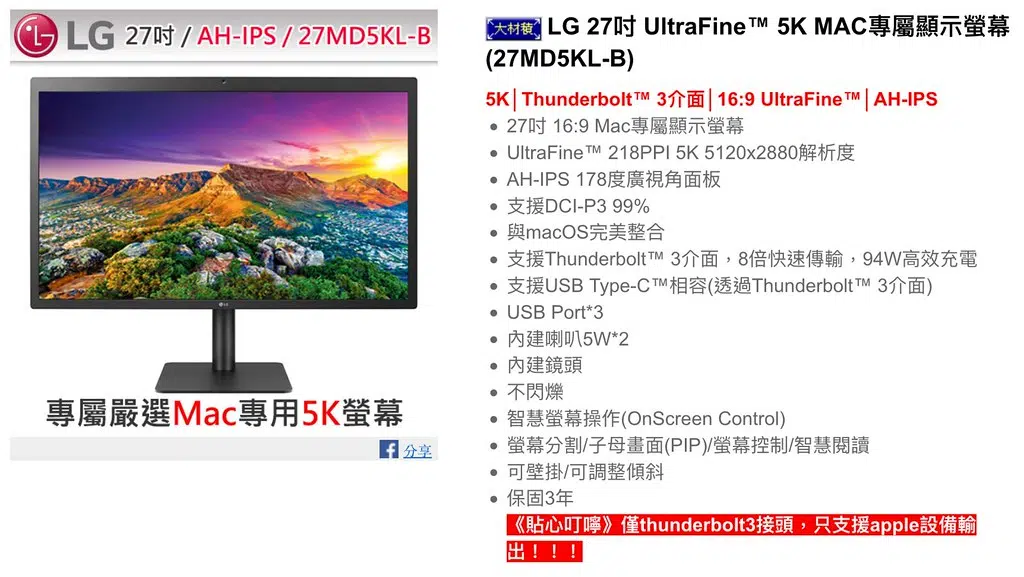 LG 27吋 / AH-IPS / 27MD5KL-B
LG
專屬嚴選Mac專用5K螢幕
分享
大材積 LG 27吋 UltraFine™ 5K MAC專屬顯示螢幕
(27MD5KL-B)
5K│Thunderbolt™ 3介面│16:9 UltraFine™│AH-IPS
27吋 16:9 Mac專屬顯示螢幕
UltraFine™ 218PPI 5K 5120x2880解析度
AH-IPS 178度廣視角面板
支援DCI-P3 99%
與macOS完美整合
支援Thunderbolt™ 3介面，8倍快速傳輸，94W高效充電
支援USB Type-C™相容(透過Thunderbolt™ 3介面)
USB Port*3
內建喇叭5W*2
內建鏡頭
不閃爍
智慧螢幕操作(OnScreen Control)
螢幕分割/子母畫面(PIP)/螢幕控制/智慧閱讀
可壁掛/可調整傾斜
保固3年
《貼心叮嚀》僅thunderbolt3接頭，只支援apple設備輸
出！！！